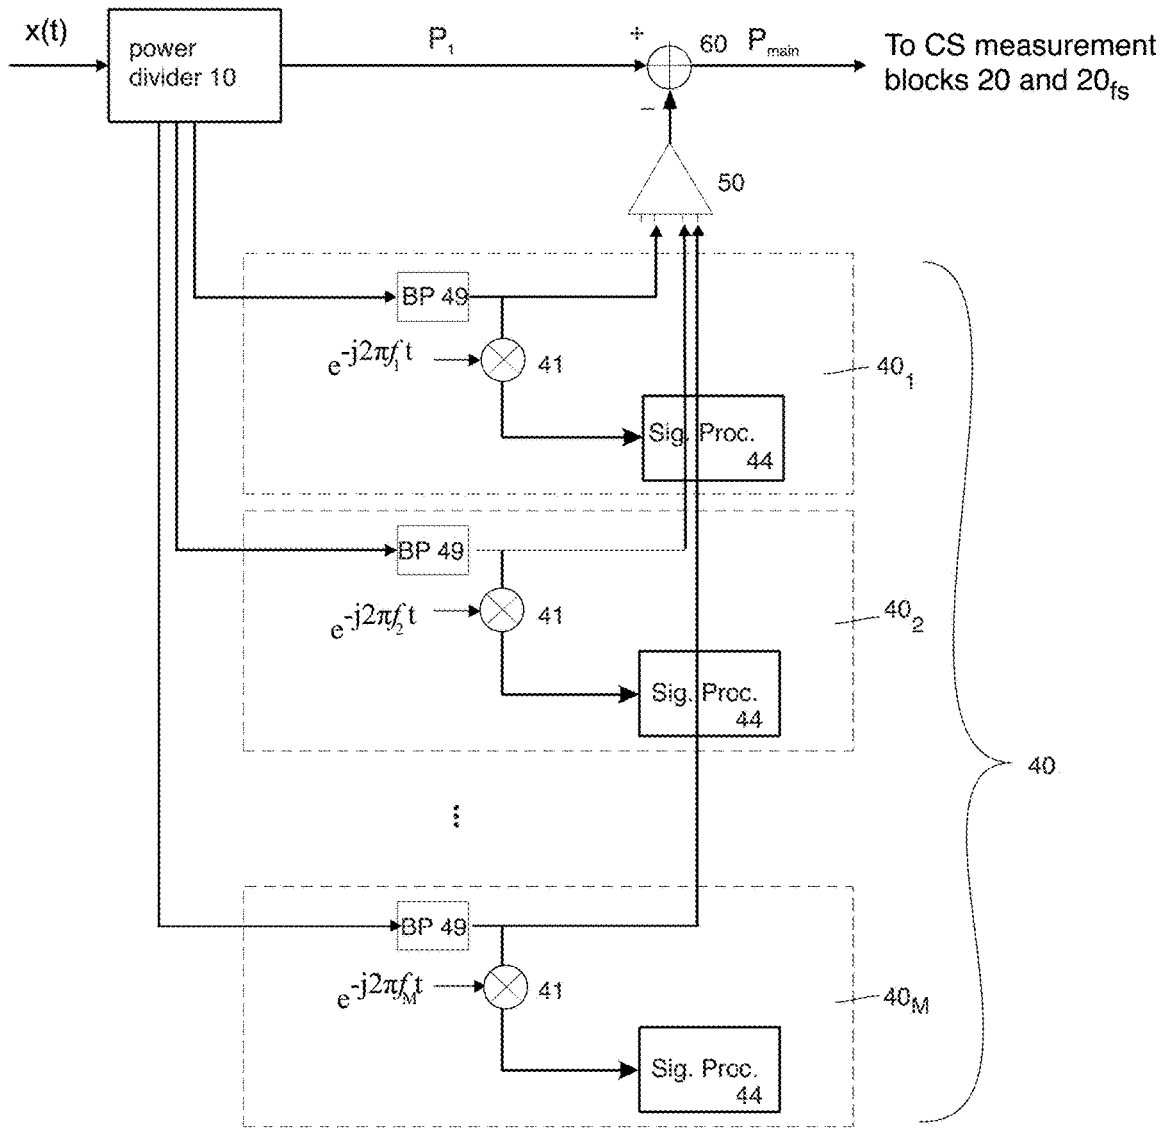 x(t)
power
divider 10
P₁
+
60
Pmain
To CS measurement
blocks 20 and 20fs
−
50
BP 49
e-j2πf₁t
41
40₁
Sig. Proc.
44
BP 49
e-j2πf₂t
41
40₂
Sig. Proc.
44
40
⋮
BP 49
e-j2πfMt
41
40M
Sig. Proc.
44